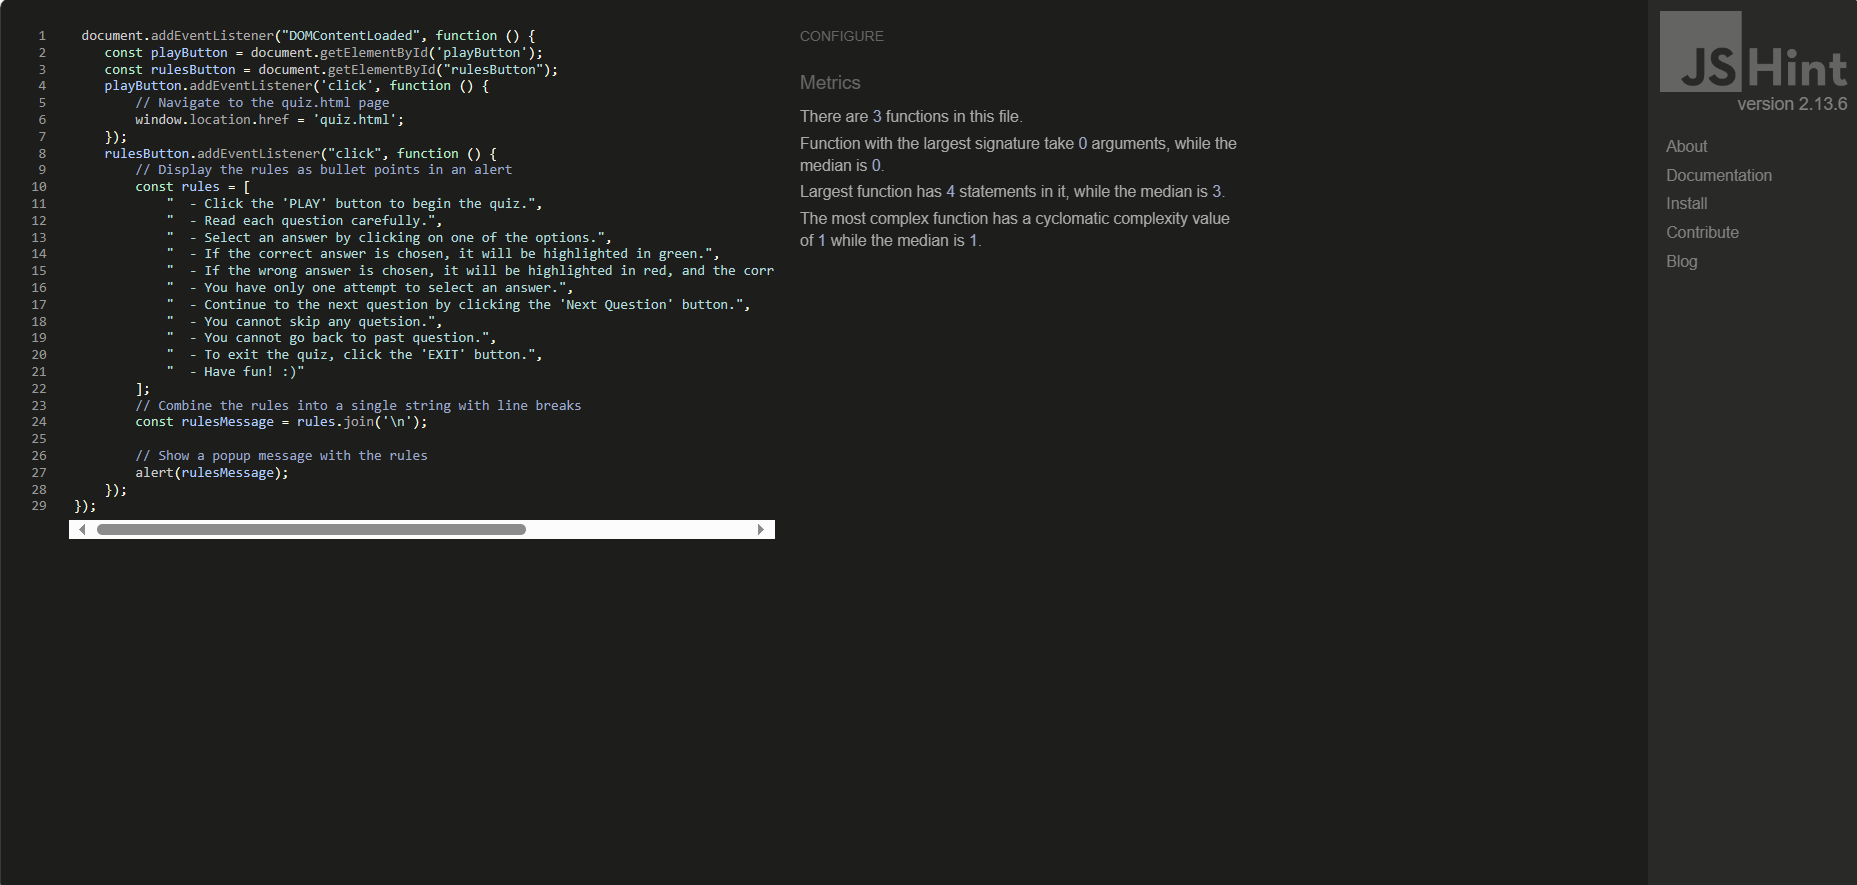 1 document.addEventListener("DOMContentLoaded", function () {
2 const playButton = document.getElementById('playButton');
3 const rulesButton = document.getElementById("rulesButton");
4 playButton.addEventListener('click', function () {
5 // Navigate to the quiz.html page
6 window.location.href = 'quiz.html';
7 });
8 rulesButton.addEventListener("click", function () {
9 // Display the rules as bullet points in an alert
10 const rules = [
11 "  - Click the 'PLAY' button to begin the quiz.",
12 "  - Read each question carefully.",
13 "  - Select an answer by clicking on one of the options.",
14 "  - If the correct answer is chosen, it will be highlighted in green.",
15 "  - If the wrong answer is chosen, it will be highlighted in red, and the corr
16 "  - You have only one attempt to select an answer.",
17 "  - Continue to the next question by clicking the 'Next Question' button.",
18 "  - You cannot skip any quetsion.",
19 "  - You cannot go back to past question.",
20 "  - To exit the quiz, click the 'EXIT' button.",
21 "  - Have fun! :)"
22 ];
23 // Combine the rules into a single string with line breaks
24 const rulesMessage = rules.join('\n');
25
26 // Show a popup message with the rules
27 alert(rulesMessage);
28 });
29 });
CONFIGURE
Metrics
There are 3 functions in this file.
Function with the largest signature take 0 arguments, while the
median is 0.
Largest function has 4 statements in it, while the median is 3.
The most complex function has a cyclomatic complexity value
of 1 while the median is 1.
JSHint
version 2.13.6
About
Documentation
Install
Contribute
Blog